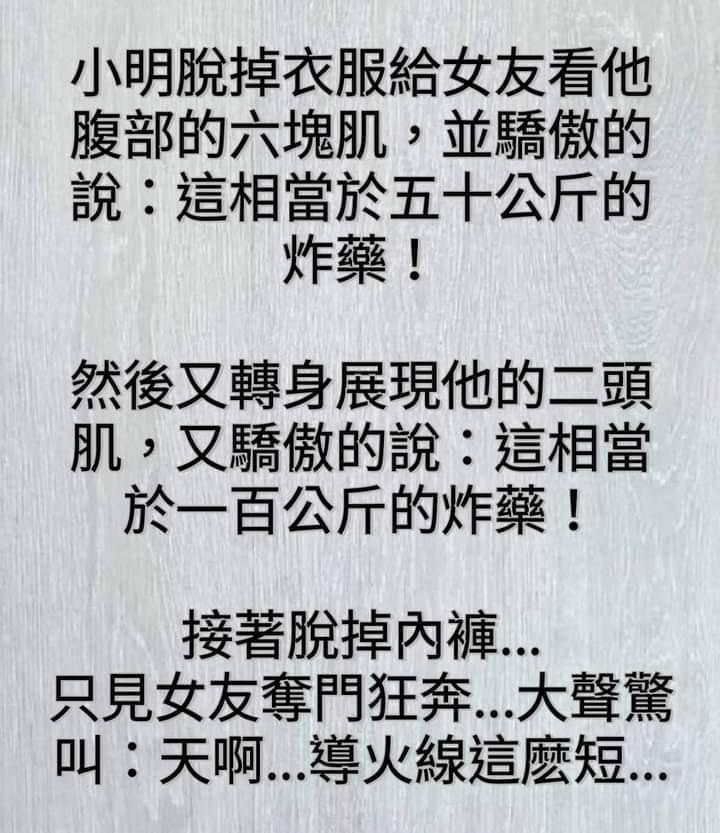 小明脫掉衣服給女友看他
腹部的六塊肌，並驕傲的
說：這相當於五十公斤的
炸藥！
然後又轉身展現他的二頭
肌，又驕傲的說：這相當
於一百公斤的炸藥！
接著脫掉內褲...
只見女友奪門狂奔...大聲驚
叫：天啊...導火線這麽短...